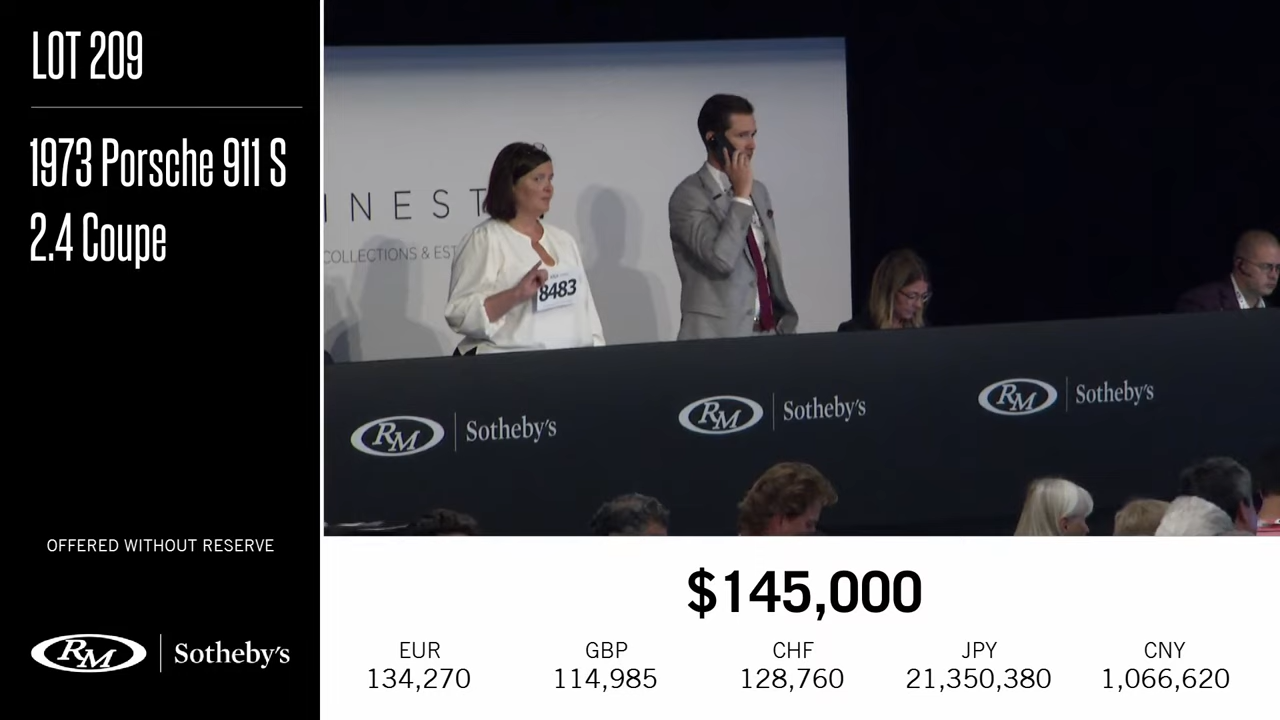 LOT 209
1973 Porsche 911 S
2.4 Coupe
OFFERED WITHOUT RESERVE
RM Sotheby's
INEST
COLLECTIONS & EST
8483
RM Sotheby's
RM Sotheby's
RM Sotheby's
$145,000
EUR GBP CHF JPY CNY
134,270 114,985 128,760 21,350,380 1,066,620